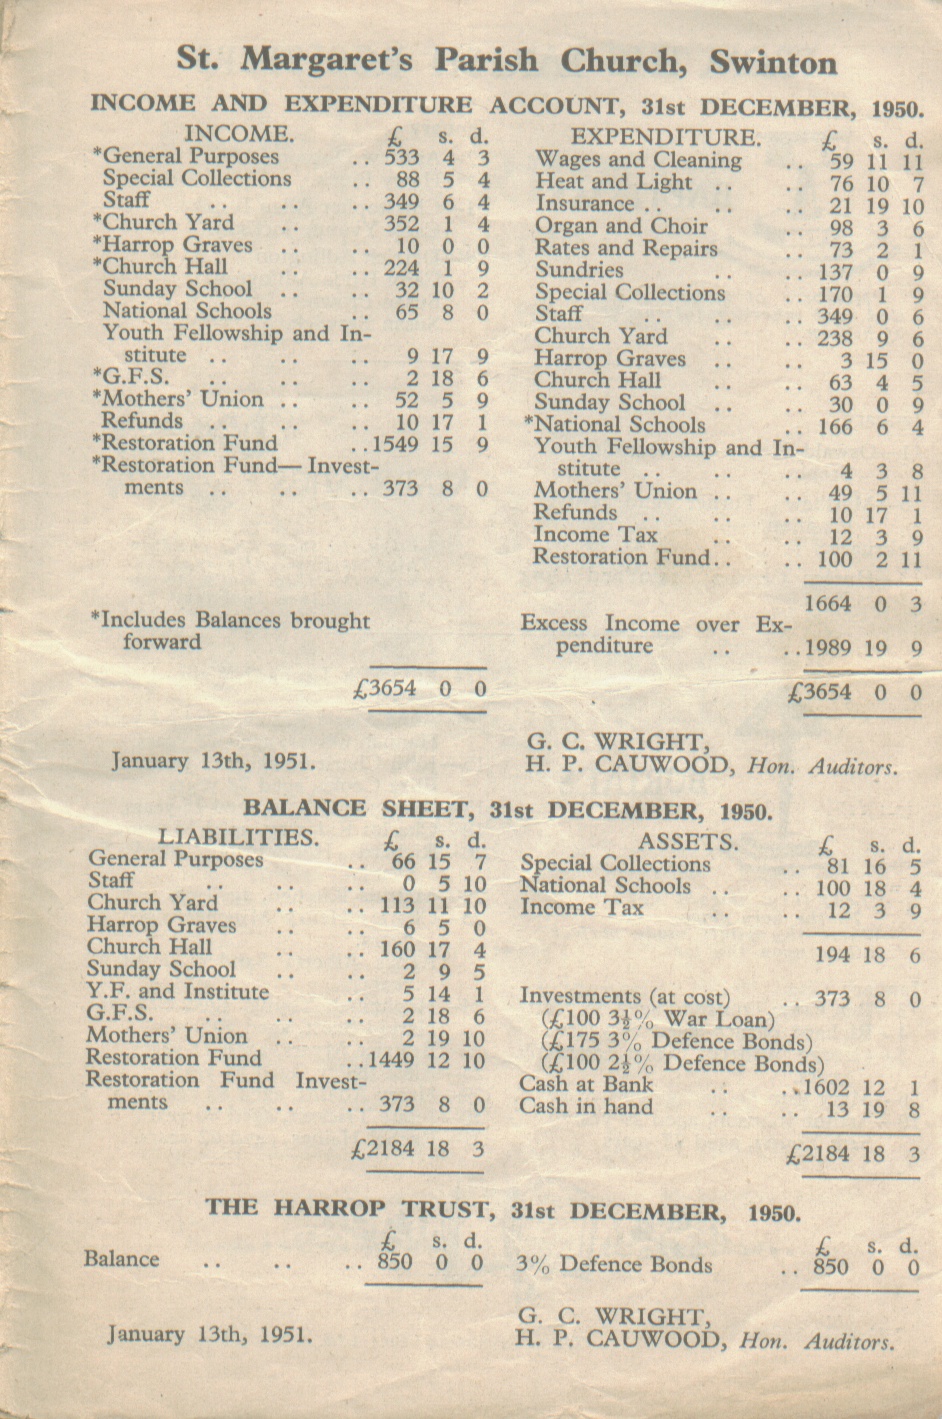 St. Margaret's Parish Church, Swinton
INCOME AND EXPENDITURE ACCOUNT, 31st DECEMBER, 1950.
INCOME. £ s. d.
*General Purposes .. 533 4 3
Special Collections .. 88 5 4
Staff .. .. .. 349 6 4
*Church Yard .. 352 1 4
*Harrop Graves .. .. 10 0 0
*Church Hall .. .. 224 1 9
Sunday School .. .. 32 10 2
National Schools .. 65 8 0
Youth Fellowship and In-
stitute .. .. .. 9 17 9
*G.F.S. .. .. .. 2 18 6
*Mothers' Union .. .. 52 5 9
Refunds .. .. .. 10 17 1
*Restoration Fund ..1549 15 9
*Restoration Fund—Invest-
ments .. .. .. 373 8 0
*Includes Balances brought
forward
£3654 0 0
January 13th, 1951.
EXPENDITURE. £ s. d.
Wages and Cleaning .. 59 11 11
Heat and Light .. .. 76 10 7
Insurance .. .. .. 21 19 10
Organ and Choir .. 98 3 6
Rates and Repairs .. 73 2 1
Sundries .. .. 137 0 9
Special Collections .. 170 1 9
Staff .. .. .. 349 0 6
Church Yard .. .. 238 9 6
Harrop Graves .. .. 3 15 0
Church Hall .. .. 63 4 5
Sunday School .. .. 30 0 9
*National Schools .. 166 6 4
Youth Fellowship and In-
stitute .. .. .. 4 3 8
Mothers' Union .. .. 49 5 11
Refunds .. .. .. 10 17 1
Income Tax .. .. 12 3 9
Restoration Fund.. .. 100 2 11
1664 0 3
Excess Income over Ex-
penditure .. ..1989 19 9
£3654 0 0
G. C. WRIGHT,
H. P. CAUWOOD, Hon. Auditors.
BALANCE SHEET, 31st DECEMBER, 1950.
LIABILITIES. £ s. d.
General Purposes .. 66 15 7
Staff .. .. .. 0 5 10
Church Yard .. .. 113 11 10
Harrop Graves .. .. 6 5 0
Church Hall .. .. 160 17 4
Sunday School .. .. 2 9 5
Y.F. and Institute .. 5 14 1
G.F.S. .. .. .. 2 18 6
Mothers' Union .. .. 2 19 10
Restoration Fund ..1449 12 10
Restoration Fund Invest-
ments .. .. .. 373 8 0
£2184 18 3
ASSETS. £ s. d.
Special Collections .. 81 16 5
National Schools .. .. 100 18 4
Income Tax .. .. 12 3 9
194 18 6
Investments (at cost) .. 373 8 0
(£100 3½% War Loan)
(£175 3% Defence Bonds)
(£100 2½% Defence Bonds)
Cash at Bank .. ..1602 12 1
Cash in hand .. .. 13 19 8
£2184 18 3
THE HARROP TRUST, 31st DECEMBER, 1950.
£ s. d.
Balance .. .. .. 850 0 0
£ s. d.
3% Defence Bonds .. 850 0 0
January 13th, 1951.
G. C. WRIGHT,
H. P. CAUWOOD, Hon. Auditors.